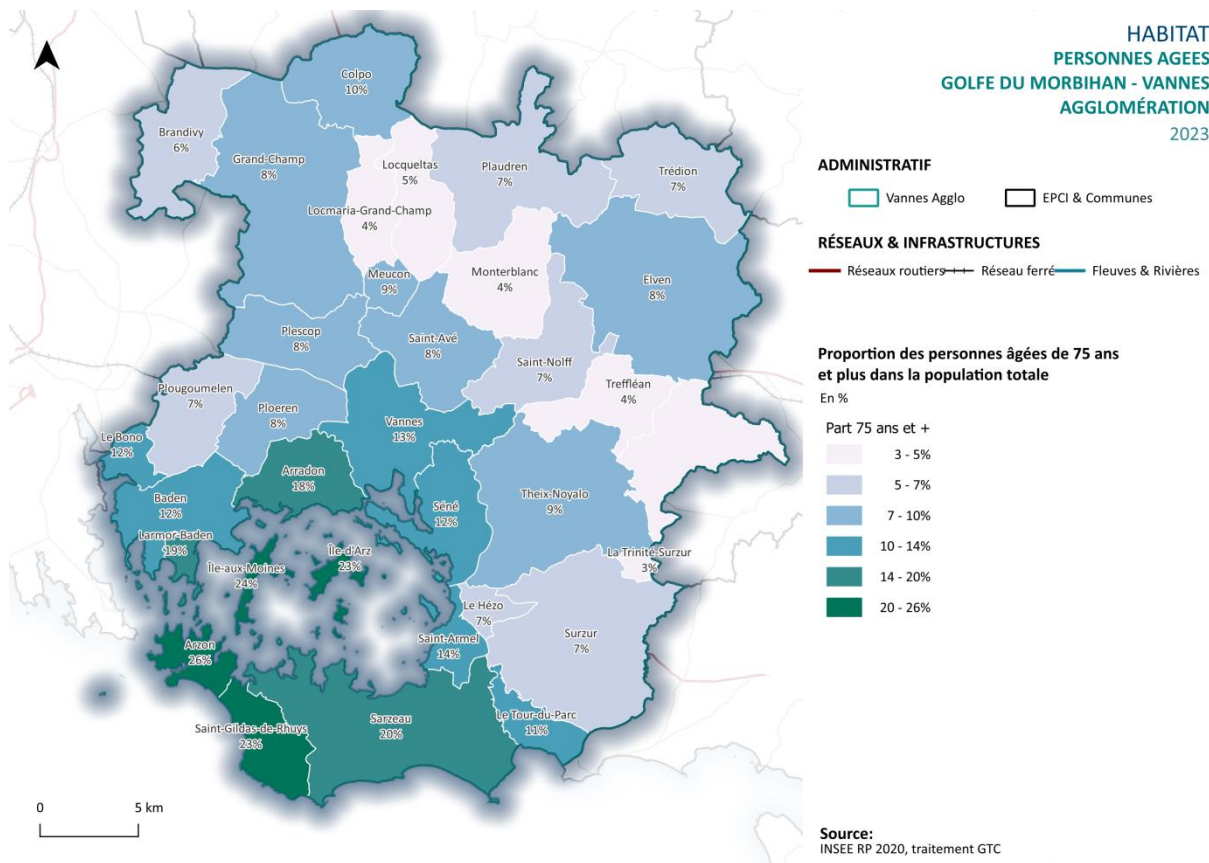 HABITAT
PERSONNES AGEES
GOLFE DU MORBIHAN - VANNES
AGGLOMÉRATION
2023
ADMINISTRATIF
Vannes Agglo
EPCI & Communes
RÉSEAUX & INFRASTRUCTURES
Réseaux routiers
Réseau ferré
Fleuves & Rivières
Proportion des personnes âgées de 75 ans
et plus dans la population totale
En %
Part 75 ans et +
3 - 5%
5 - 7%
7 - 10%
10 - 14%
14 - 20%
20 - 26%
Source:
INSEE RP 2020, traitement GTC
Colpo
10%
Brandivy
6%
Grand-Champ
8%
Locqueltas
5%
Plaudren
7%
Trédion
7%
Locmaria-Grand-Champ
4%
Meucon
9%
Monterblanc
4%
Elven
8%
Plescop
8%
Saint-Avé
8%
Saint-Nolff
7%
Treffléan
4%
Plougoumelen
7%
Ploeren
8%
Vannes
13%
Le Bono
12%
Arradon
18%
Baden
12%
Séné
12%
Theix-Noyalo
9%
Larmor-Baden
19%
Île-aux-Moines
24%
Île-d'Arz
23%
La Trinité-Surzur
3%
Le Hézo
7%
Surzur
7%
Saint-Armel
14%
Arzon
26%
Saint-Gildas-de-Rhuys
23%
Sarzeau
20%
Le Tour-du-Parc
11%
0
5 km